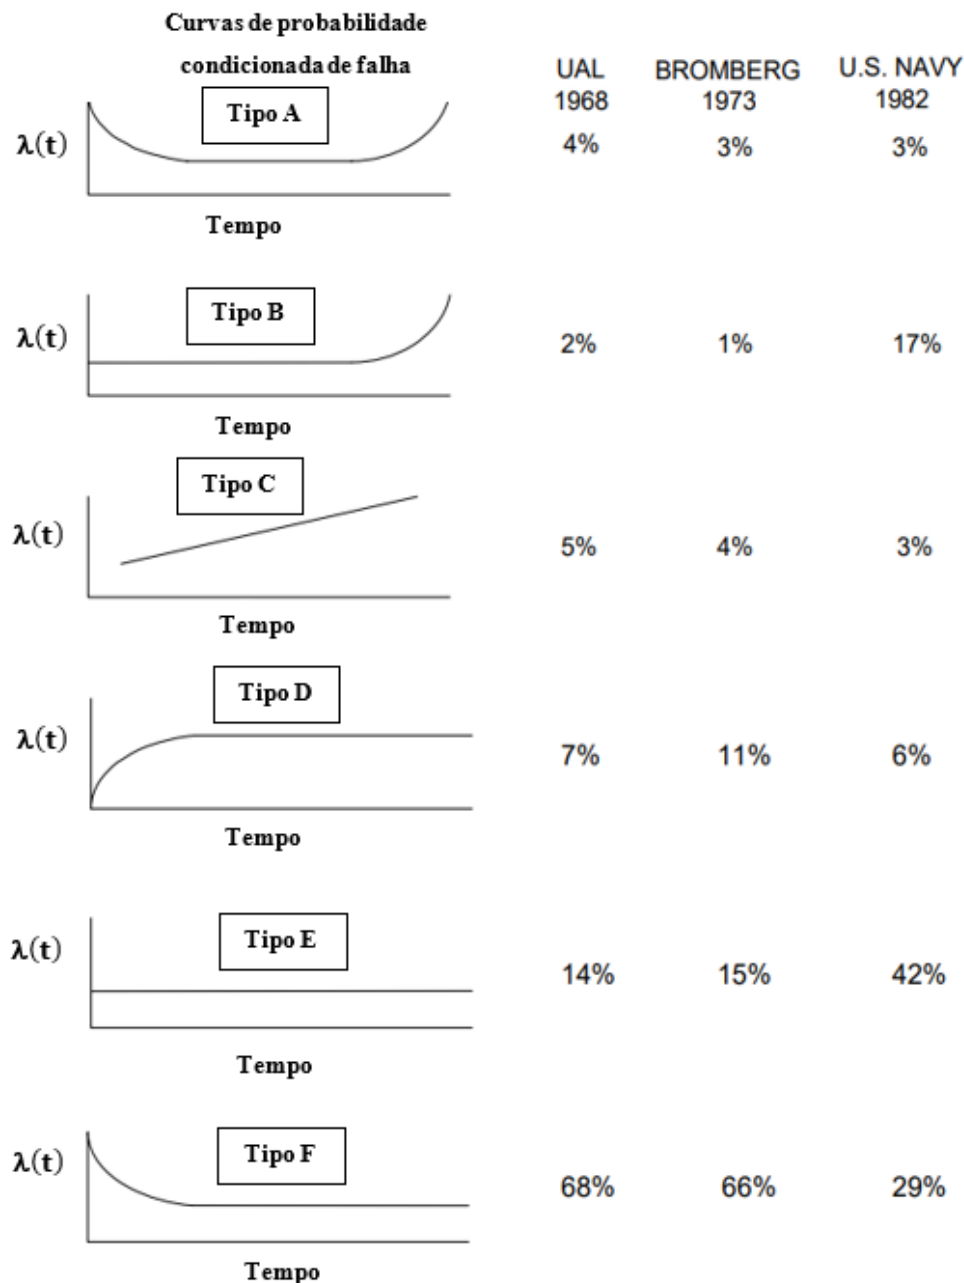 Curvas de probabilidade
condicionada de falha
UAL BROMBERG U.S. NAVY
1968 1973 1982
Tipo A
λ(t)
4% 3% 3%
Tempo
Tipo B
λ(t)
2% 1% 17%
Tempo
Tipo C
λ(t)
5% 4% 3%
Tempo
Tipo D
λ(t)
7% 11% 6%
Tempo
Tipo E
λ(t)
14% 15% 42%
Tempo
Tipo F
λ(t)
68% 66% 29%
Tempo